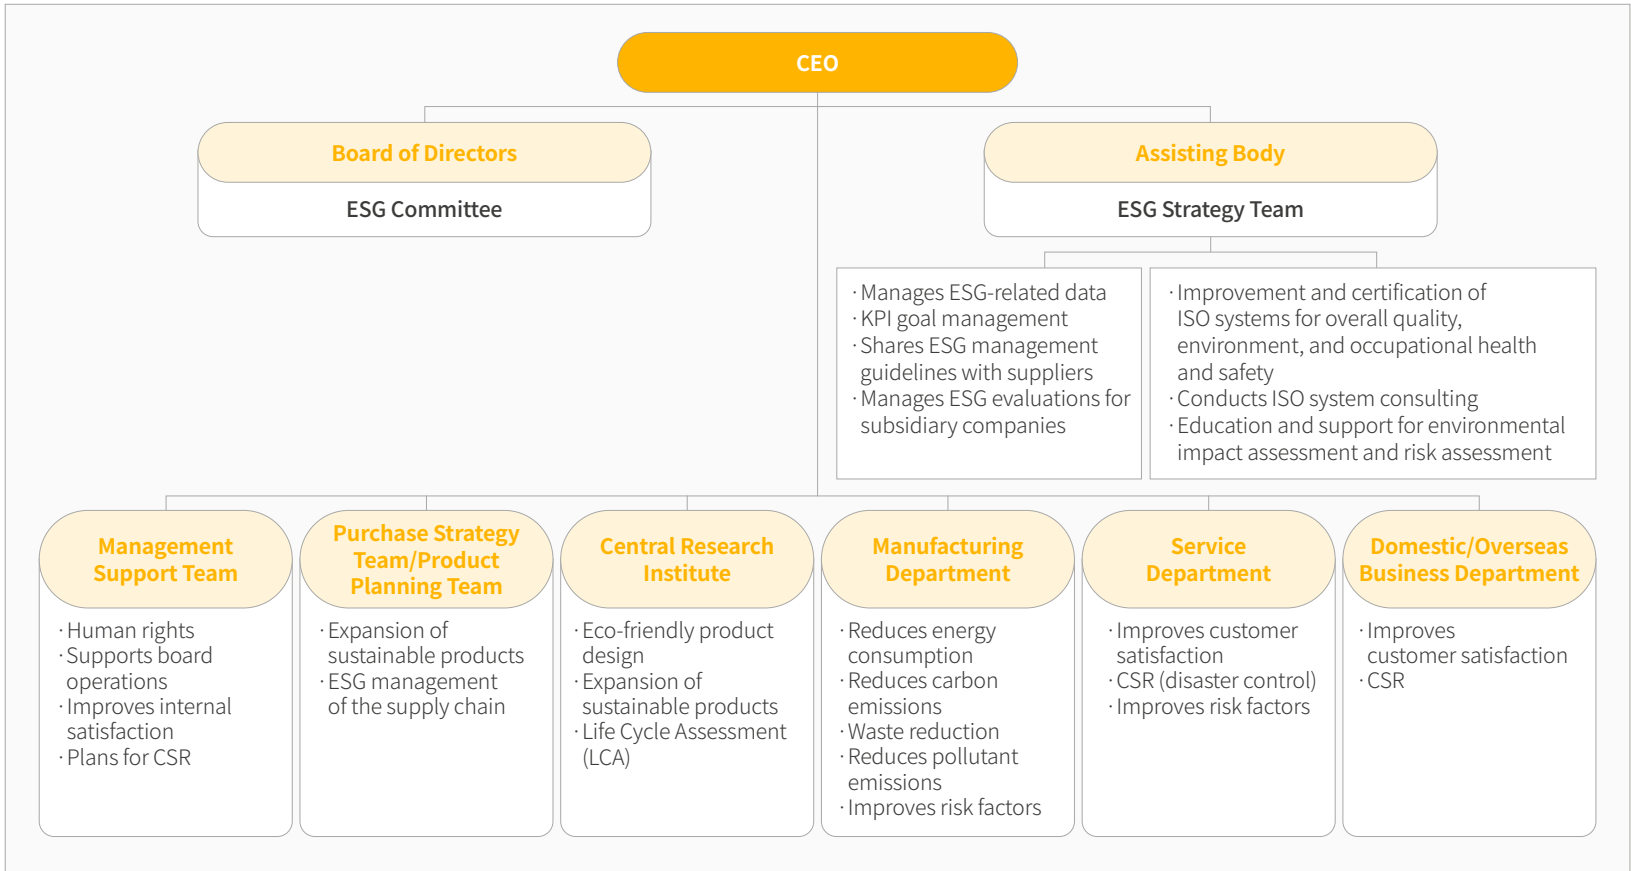 CEO
Board of Directors
ESG Committee
Assisting Body
ESG Strategy Team
· Manages ESG-related data
· KPI goal management
· Shares ESG management
guidelines with suppliers
· Manages ESG evaluations for
subsidiary companies
· Improvement and certification of
ISO systems for overall quality,
environment, and occupational health
and safety
· Conducts ISO system consulting
· Education and support for environmental
impact assessment and risk assessment
Management
Support Team
· Human rights
· Supports board
operations
· Improves internal
satisfaction
· Plans for CSR
Purchase Strategy
Team/Product
Planning Team
· Expansion of
sustainable products
· ESG management
of the supply chain
Central Research
Institute
· Eco-friendly product
design
· Expansion of
sustainable products
· Life Cycle Assessment
(LCA)
Manufacturing
Department
· Reduces energy
consumption
· Reduces carbon
emissions
· Waste reduction
· Reduces pollutant
emissions
· Improves risk factors
Service
Department
· Improves customer
satisfaction
· CSR (disaster control)
· Improves risk factors
Domestic/Overseas
Business Department
· Improves
customer satisfaction
· CSR